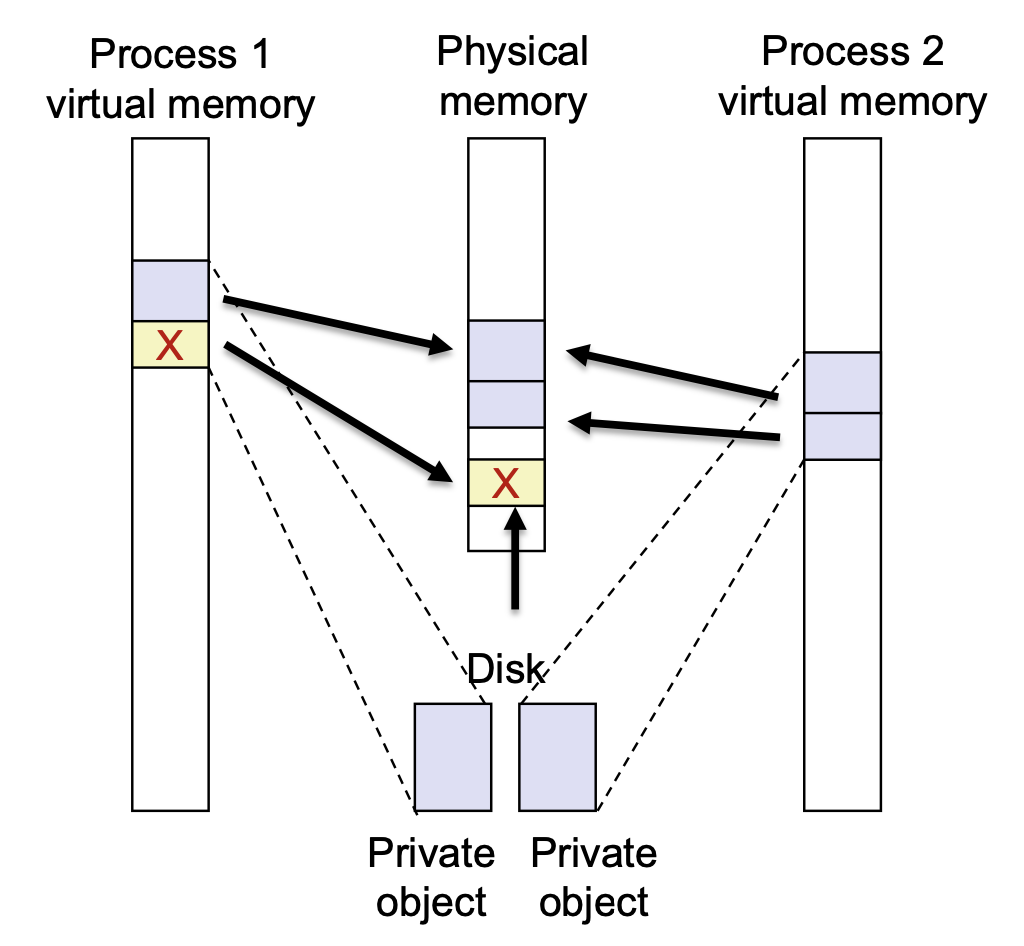 Process 1
virtual memory
Physical
memory
Process 2
virtual memory
X
X
Disk
Private
object
Private
object